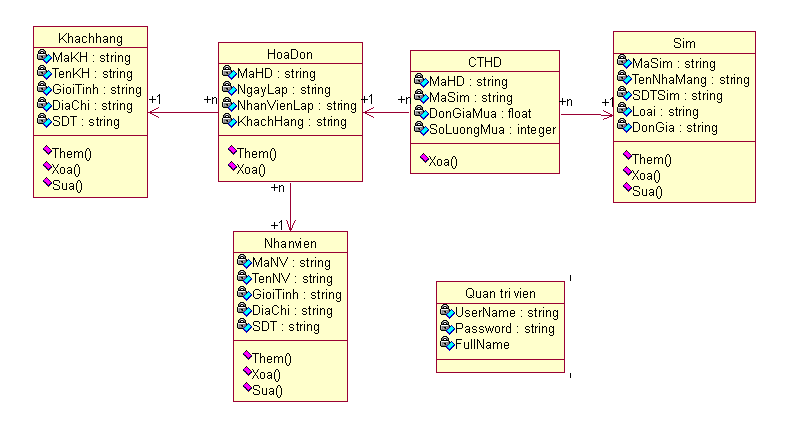 Khachhang
MaKH : string
TenKH : string
GioiTinh : string
DiaChi : string
SDT : string
Them()
Xoa()
Sua()
+1
+n
HoaDon
MaHD : string
NgayLap : string
NhanVienLap : string
KhachHang : string
Them()
Xoa()
+1
+n
CTHD
MaHD : string
MaSim : string
DonGiaMua : float
SoLuongMua : integer
Xoa()
+n
+1
Sim
MaSim : string
TenNhaMang : string
SDTSim : string
Loai : string
DonGia : string
Them()
Xoa()
Sua()
+n
+1
Nhanvien
MaNV : string
TenNV : string
GioiTinh : string
DiaChi : string
SDT : string
Them()
Xoa()
Sua()
Quan tri vien
UserName : string
Password : string
FullName